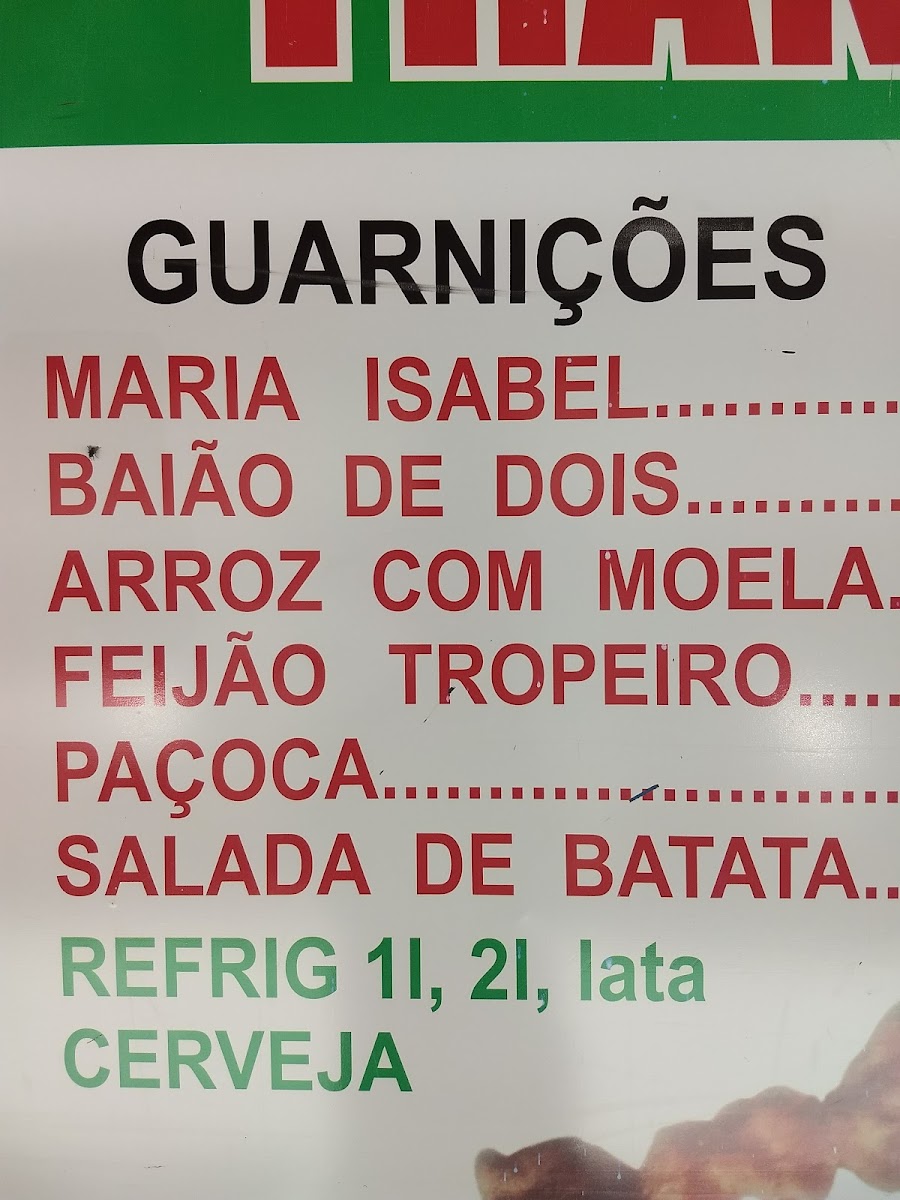 GUARNIÇÕES
MARIA ISABEL...........
BAIÃO DE DOIS..........
ARROZ COM MOELA.
FEIJÃO TROPEIRO.....
PAÇOCA........................
SALADA DE BATATA..
REFRIG 1l, 2l, lata
CERVEJA